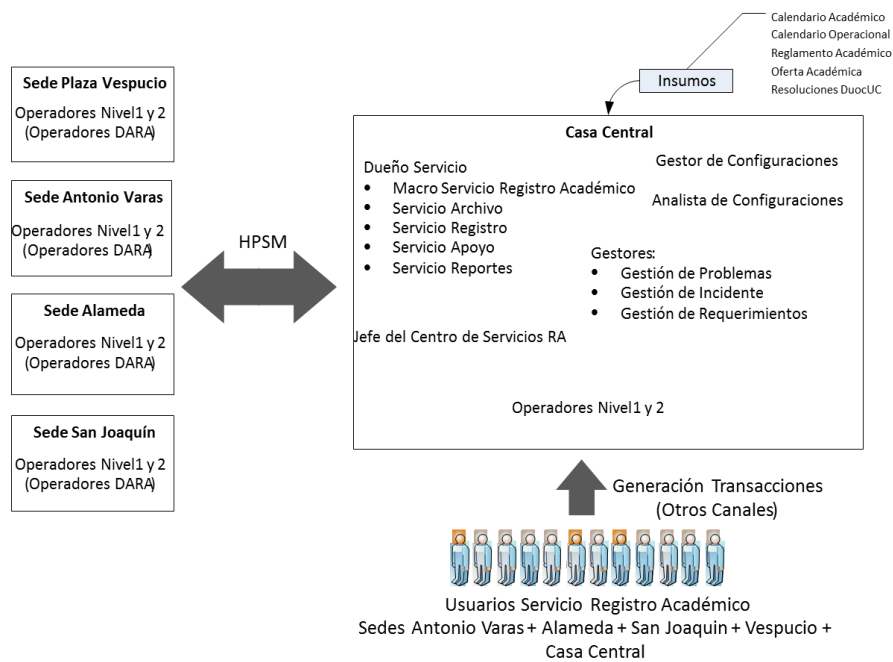 Calendario Académico
Calendario Operacional
Reglamento Académico
Oferta Académica
Resoluciones DuocUC
Insumos
Sede Plaza Vespucio
Operadores Nivel1 y 2
(Operadores DARA)
Sede Antonio Varas
Operadores Nivel1 y 2
(Operadores DARA)
Sede Alameda
Operadores Nivel1 y 2
(Operadores DARA)
Sede San Joaquín
Operadores Nivel1 y 2
(Operadores DARA)
HPSM
Casa Central
Dueño Servicio
• Macro Servicio Registro Académico
• Servicio Archivo
• Servicio Registro
• Servicio Apoyo
• Servicio Reportes
Gestor de Configuraciones
Analista de Configuraciones
Gestores:
• Gestión de Problemas
• Gestión de Incidente
• Gestión de Requerimientos
Jefe del Centro de Servicios RA
Operadores Nivel1 y 2
Generación Transacciones
(Otros Canales)
Usuarios Servicio Registro Académico
Sedes Antonio Varas + Alameda + San Joaquin + Vespucio +
Casa Central